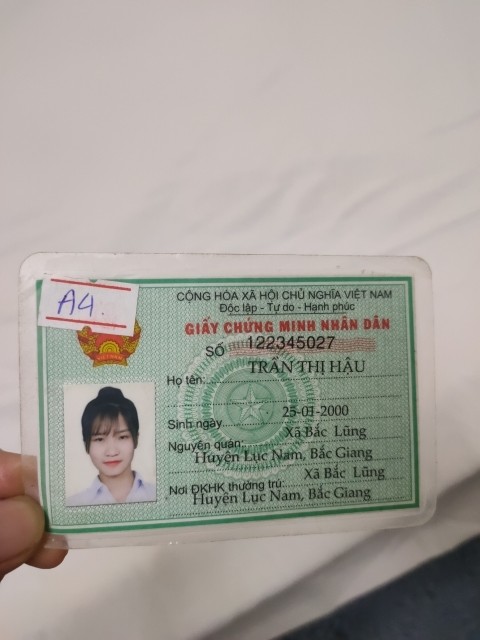 A4.
CỘNG HÒA XÃ HỘI CHỦ NGHĨA VIỆT NAM
Độc lập - Tự do - Hạnh phúc
GIẤY CHỨNG MINH NHÂN DÂN
SỐ 122345027
Họ tên: TRẦN THỊ HẬU
Sinh ngày 25-01-2000
Nguyên quán: Xã Bắc Lũng
Huyện Lục Nam, Bắc Giang
Nơi ĐKHK thường trú: Xã Bắc Lũng
Huyện Lục Nam, Bắc Giang
VIỆT NAM